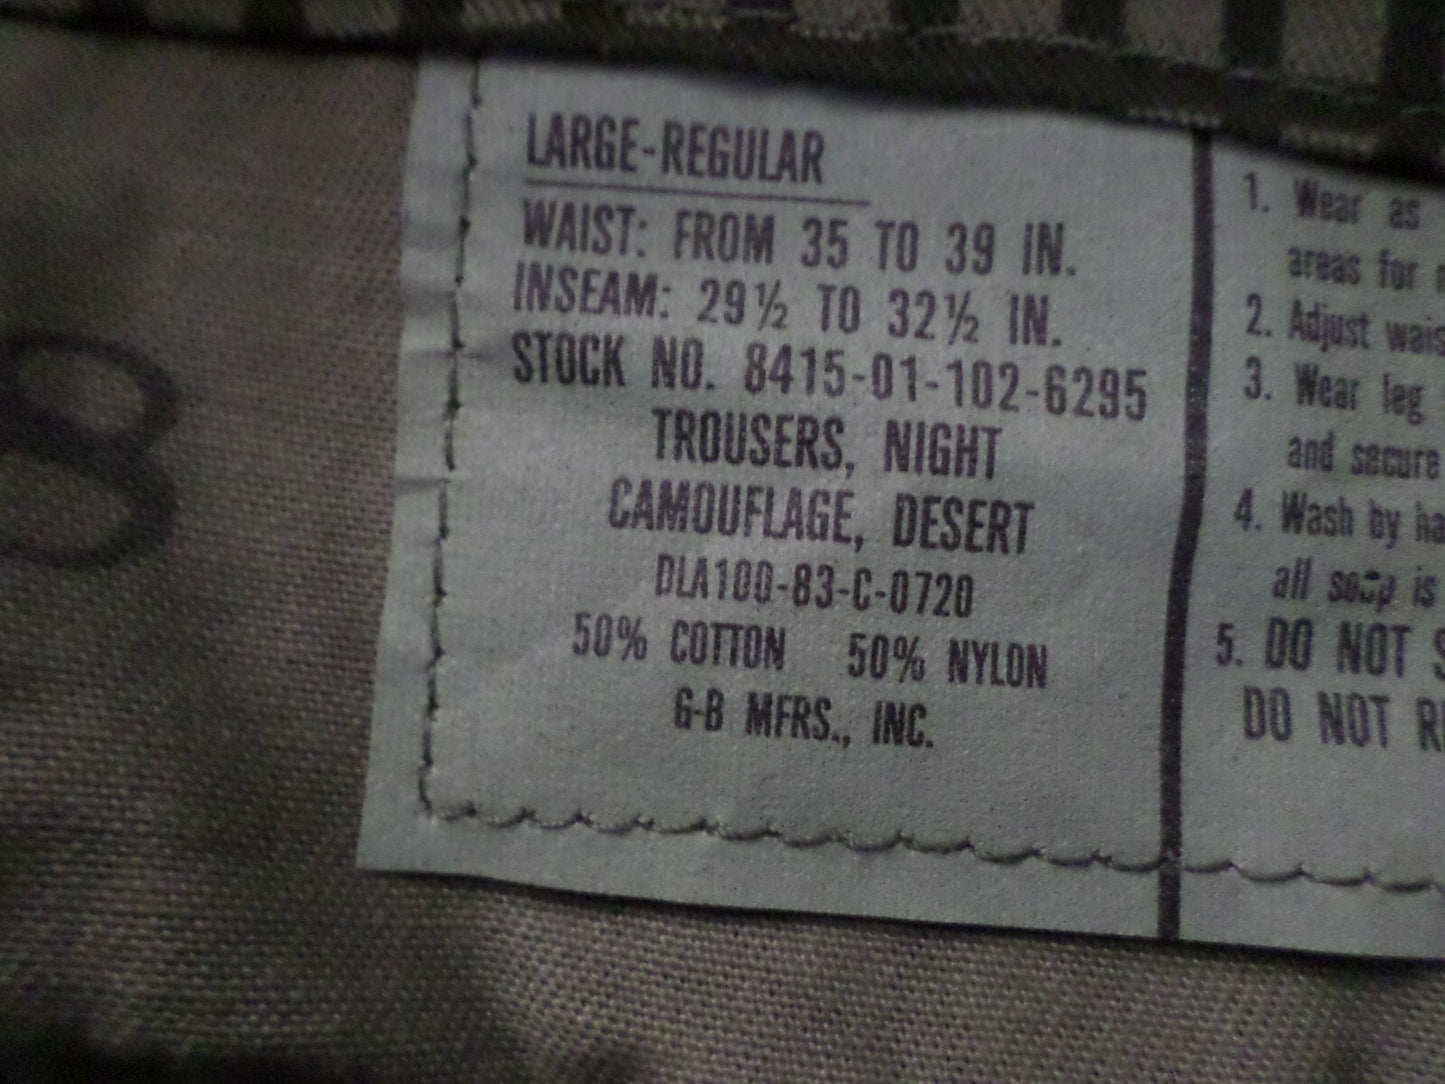 LARGE-REGULAR
WAIST: FROM 35 TO 39 IN.
INSEAM: 29½ TO 32½ IN.
STOCK NO. 8415-01-102-6295
TROUSERS, NIGHT
CAMOUFLAGE, DESERT
DLA100-83-C-0720
50% COTTON 50% NYLON
G-B MFRS., INC.
1. Wear as
areas for
2. Adjust
3. Wear leg
and secure
4. Wash by
all soap is
5. DO NOT
DO NOT
8